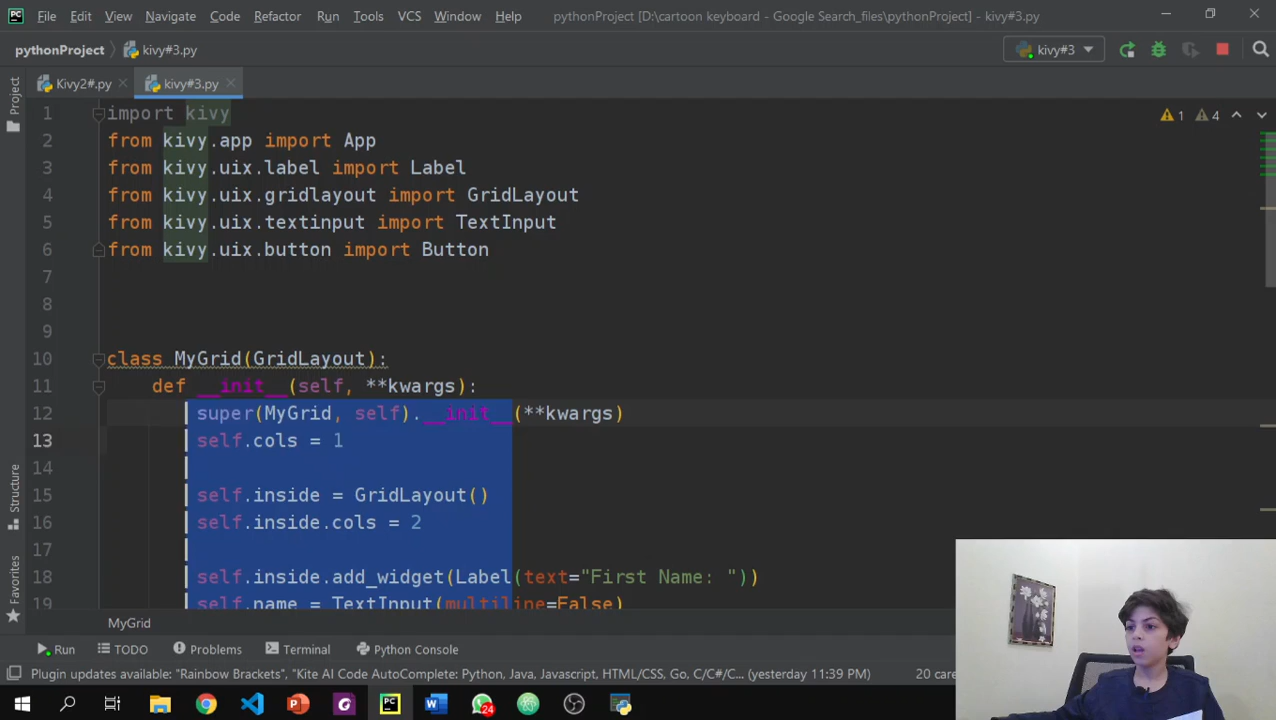 File Edit View Navigate Code Refactor Run Tools VCS Window Help pythonProject [D:\cartoon keyboard - Google Search_files\pythonProject] - kivy#3.py
pythonProject kivy#3.py kivy#3
Kivy2#.py kivy#3.py
Project
1 import kivy 1 4
2 from kivy.app import App
3 from kivy.uix.label import Label
4 from kivy.uix.gridlayout import GridLayout
5 from kivy.uix.textinput import TextInput
6 from kivy.uix.button import Button
7
8
9
10 class MyGrid(GridLayout):
11 def __init__(self, **kwargs):
12 super(MyGrid, self).__init__(**kwargs)
13 self.cols = 1
14
15 self.inside = GridLayout()
16 self.inside.cols = 2
17
18 self.inside.add_widget(Label(text="First Name: "))
19 self.name = TextInput(multiline=False)
Structure
Favorites
MyGrid
Run TODO Problems Terminal Python Console
Plugin updates available: "Rainbow Brackets", "Kite AI Code AutoComplete: Python, Java, Javascript, HTML/CSS, Go, C/C#/C... (yesterday 11:39 PM) 20 care
24